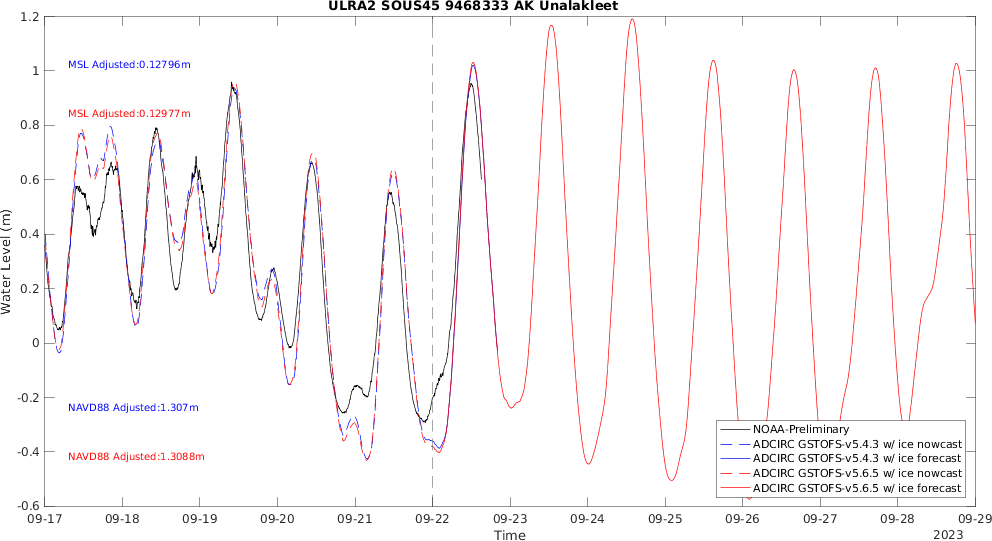 ULRA2 SOUS45 9468333 AK Unalakleet
1.2
1
0.8
0.6
0.4
0.2
0
-0.2
-0.4
-0.6
Water Level (m)
MSL Adjusted:0.12796m
MSL Adjusted:0.12977m
NAVD88 Adjusted:1.307m
NAVD88 Adjusted:1.3088m
NOAA-Preliminary
ADCIRC GSTOFS-v5.4.3 w/ ice nowcast
ADCIRC GSTOFS-v5.4.3 w/ ice forecast
ADCIRC GSTOFS-v5.6.5 w/ ice nowcast
ADCIRC GSTOFS-v5.6.5 w/ ice forecast
09-17 09-18 09-19 09-20 09-21 09-22 09-23 09-24 09-25 09-26 09-27 09-28 09-29
Time
2023